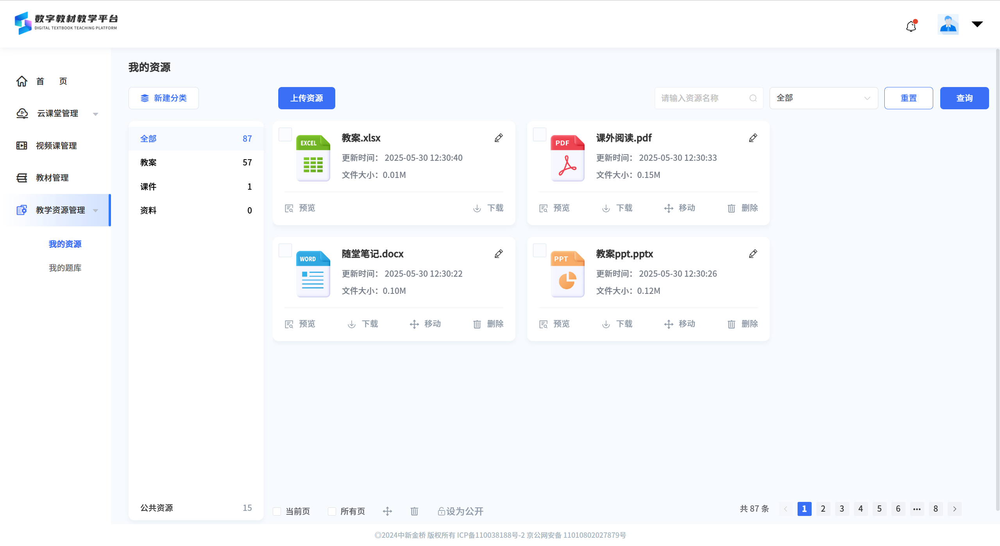 数字教材教学平台
DIGITAL TEXTBOOK TEACHING PLATFORM
首 页
云课堂管理
视频课管理
教材管理
教学资源管理
我的资源
我的题库
我的资源
新建分类
上传资源
请输入资源名称
全部
重置
查询
全部 87
教案 57
课件 1
资料 0
公共资源 15
EXCEL
教案.xlsx
更新时间： 2025-05-30 12:30:40
文件大小：0.01M
预览 下载
PDF
课外阅读.pdf
更新时间： 2025-05-30 12:30:33
文件大小：0.15M
预览 下载 移动 删除
WORD
随堂笔记.docx
更新时间： 2025-05-30 12:30:22
文件大小：0.10M
预览 下载 移动 删除
PPT
教案ppt.pptx
更新时间： 2025-05-30 12:30:26
文件大小：0.12M
预览 下载 移动 删除
当前页 所有页 设为公开
共 87 条 1 2 3 4 5 6 ••• 8
◎2024中新金桥 版权所有 ICP备110038188号-2 京公网安备 11010802027879号